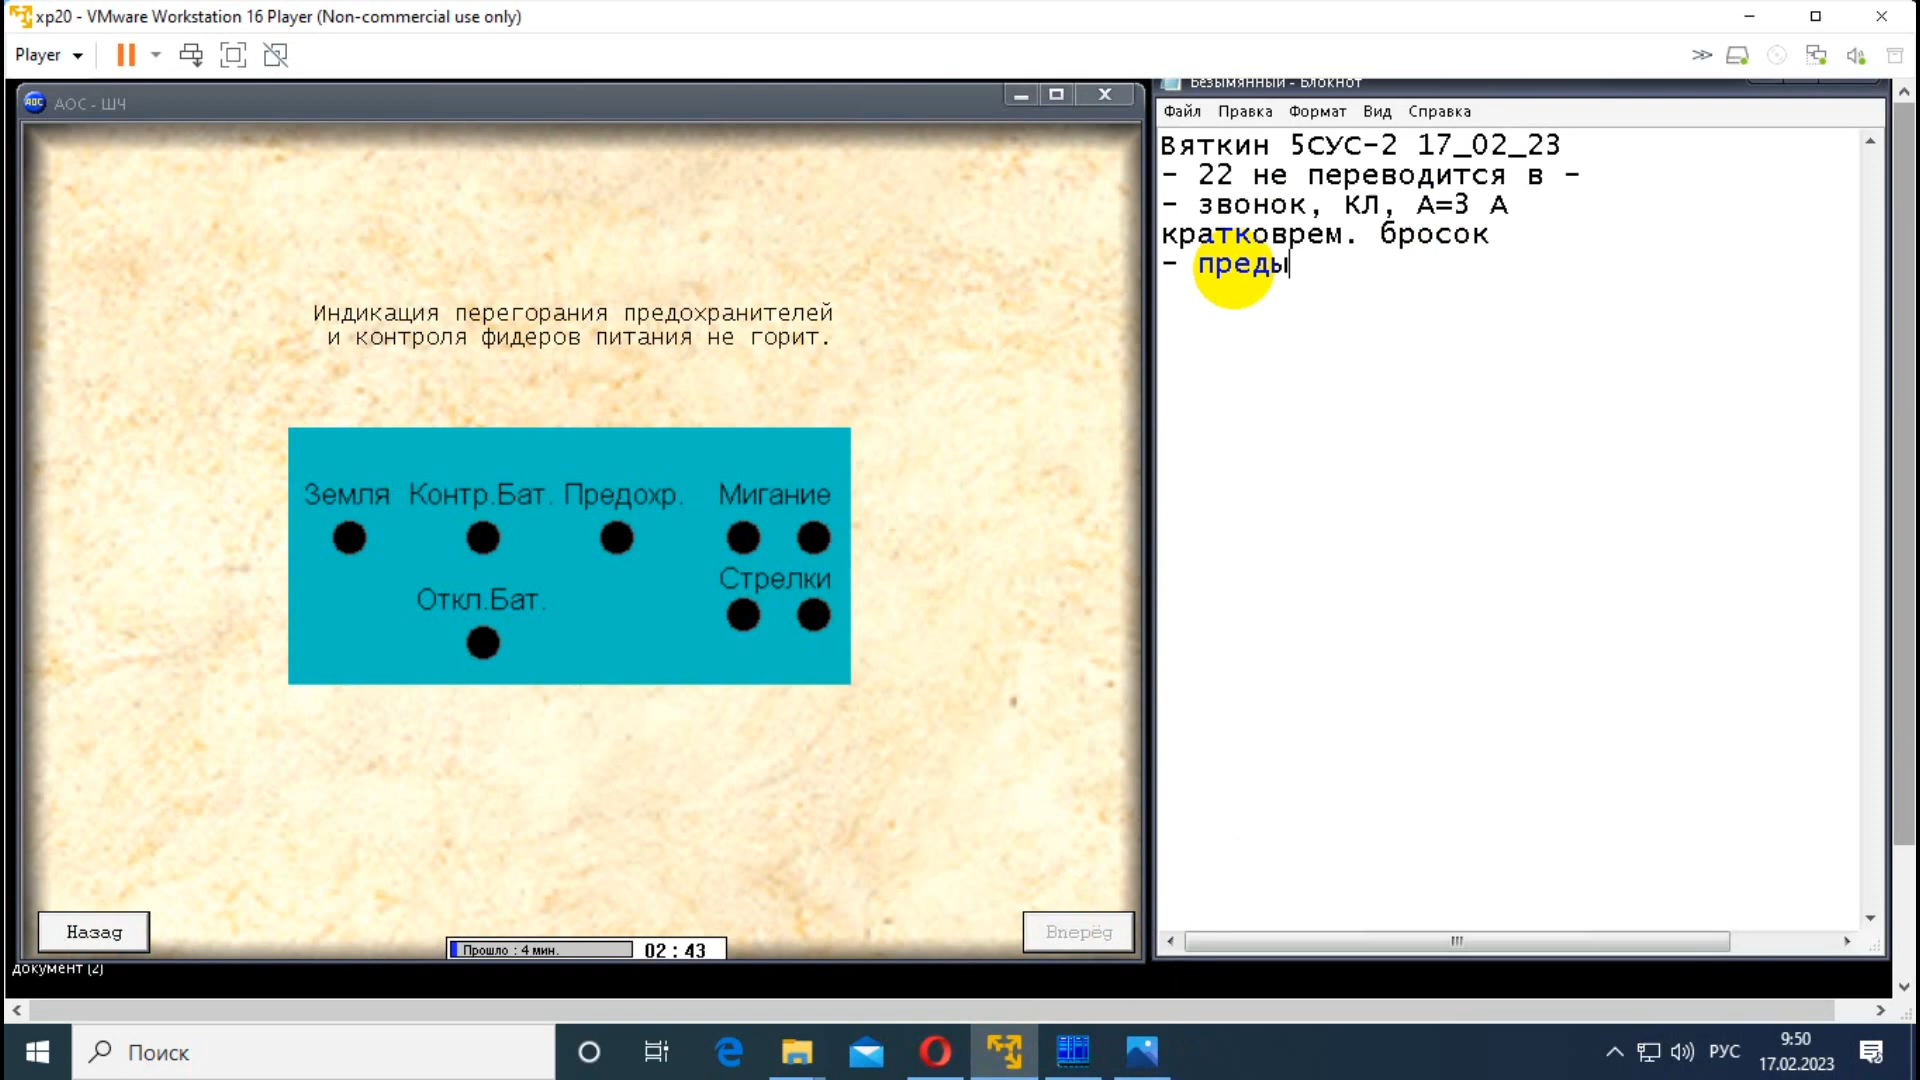 xp20 - VMware Workstation 16 Player (Non-commercial use only)
Player
АОС - ШЧ
Индикация перегорания предохранителей
и контроля фидеров питания не горит.
Земля Контр.Бат. Предохр. Мигание
Стрелки
Откл.Бат.
Назад
Прошло : 4 мин. 02 : 43
Вперёд
документ (2)
Безымянный - Блокнот
Файл Правка Формат Вид Справка
Вяткин 5СУС-2 17_02_23
- 22 не переводится в -
- звонок, КЛ, А=3 А
кратковрем. бросок
- преды
Поиск
РУС
9:50
17.02.2023